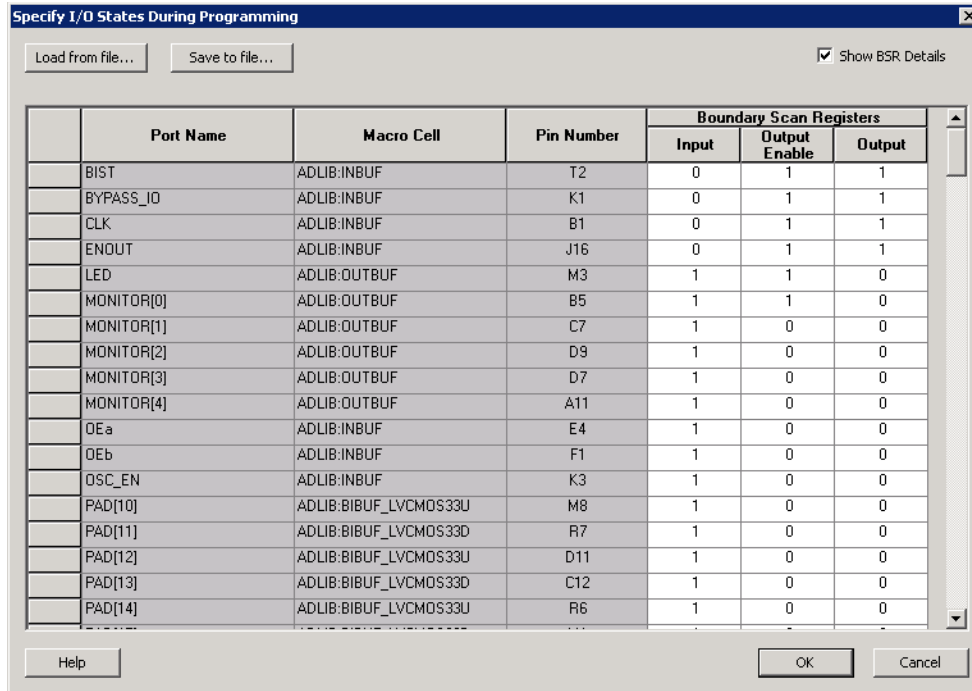 Specify I/O States During Programming
Load from file... Save to file... Show BSR Details
Boundary Scan Registers
Port Name Macro Cell Pin Number Input Output Enable Output
BIST ADLIB:INBUF T2 0 1 1
BYPASS_IO ADLIB:INBUF K1 0 1 1
CLK ADLIB:INBUF B1 0 1 1
ENOUT ADLIB:INBUF J16 0 1 1
LED ADLIB:OUTBUF M3 1 1 0
MONITOR[0] ADLIB:OUTBUF B5 1 1 0
MONITOR[1] ADLIB:OUTBUF C7 1 0 0
MONITOR[2] ADLIB:OUTBUF D9 1 0 0
MONITOR[3] ADLIB:OUTBUF D7 1 0 0
MONITOR[4] ADLIB:OUTBUF A11 1 0 0
OEa ADLIB:INBUF E4 1 0 0
OEb ADLIB:INBUF F1 1 0 0
OSC_EN ADLIB:INBUF K3 1 0 0
PAD[10] ADLIB:BIBUF_LVCMOS33U M8 1 0 0
PAD[11] ADLIB:BIBUF_LVCMOS33D R7 1 0 0
PAD[12] ADLIB:BIBUF_LVCMOS33U D11 1 0 0
PAD[13] ADLIB:BIBUF_LVCMOS33D C12 1 0 0
PAD[14] ADLIB:BIBUF_LVCMOS33U R6 1 0 0
Help OK Cancel